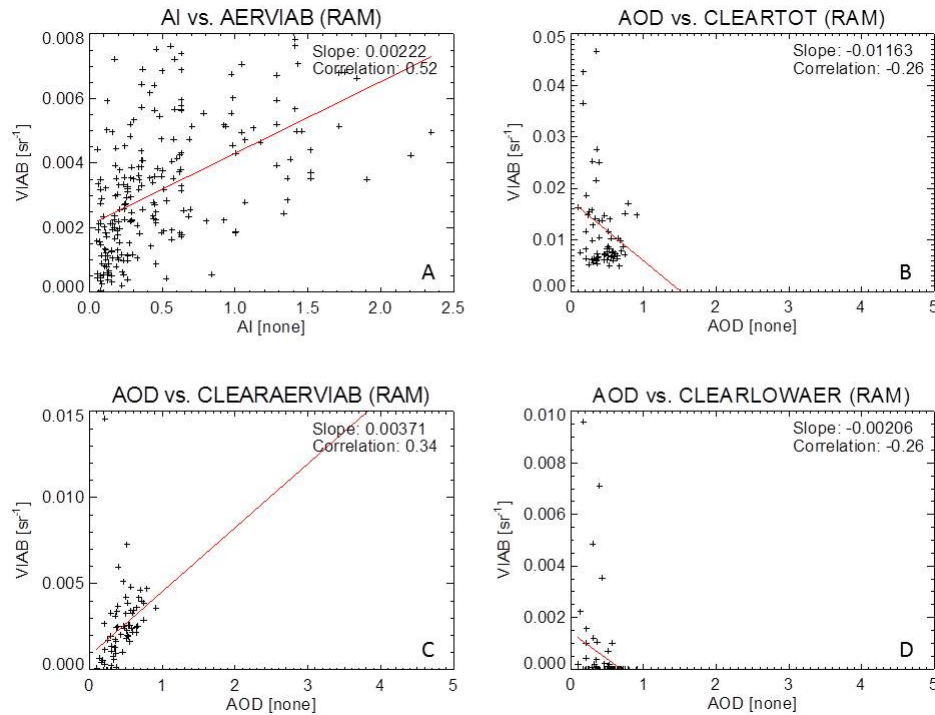 AI vs. AERVIAB (RAM)
Slope: 0.00222
Correlation: 0.52
0.008
0.006
0.004
0.002
0.000
VIAB [sr⁻¹]
A
0.0 0.5 1.0 1.5 2.0 2.5
AI [none]
AOD vs. CLEARTOT (RAM)
Slope: -0.01163
Correlation: -0.26
0.05
0.04
0.03
0.02
0.01
0.00
VIAB [sr⁻¹]
B
0 1 2 3 4 5
AOD [none]
AOD vs. CLEARAERVIAB (RAM)
Slope: 0.00371
Correlation: 0.34
0.015
0.010
0.005
0.000
VIAB [sr⁻¹]
C
0 1 2 3 4 5
AOD [none]
AOD vs. CLEARLOWAER (RAM)
Slope: -0.00206
Correlation: -0.26
0.010
0.008
0.006
0.004
0.002
0.000
VIAB [sr⁻¹]
D
0 1 2 3 4 5
AOD [none]